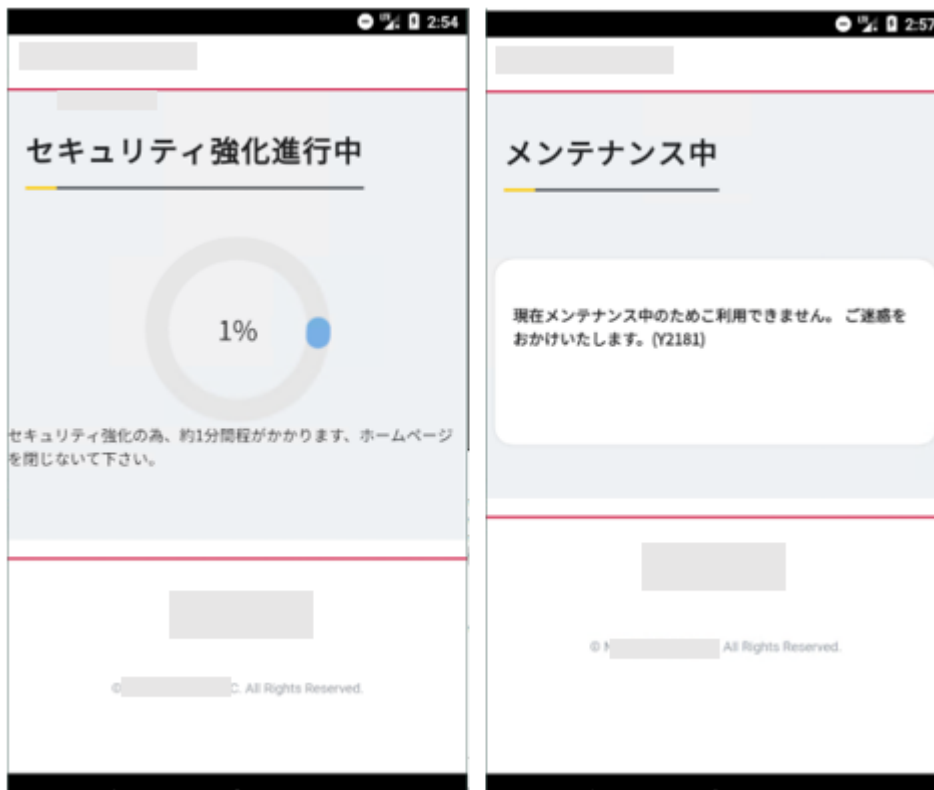 2:54
セキュリティ強化進行中
1%
セキュリティ強化の為、約1分間程がかかります、ホームページ
を閉じないて下さい。
© C. All Rights Reserved.
2:57
メンテナンス中
現在メンテナンス中のためこ利用できません。 ご迷惑を
おかけいたします。(Y2181)
© M All Rights Reserved.